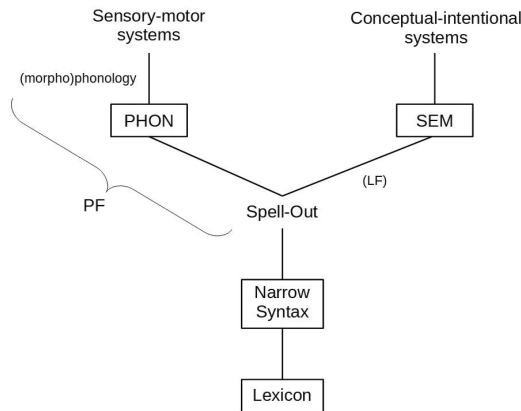 Sensory-motor
systems
Conceptual-intentional
systems
(morpho)phonology
PHON
SEM
(LF)
PF
Spell-Out
Narrow
Syntax
Lexicon